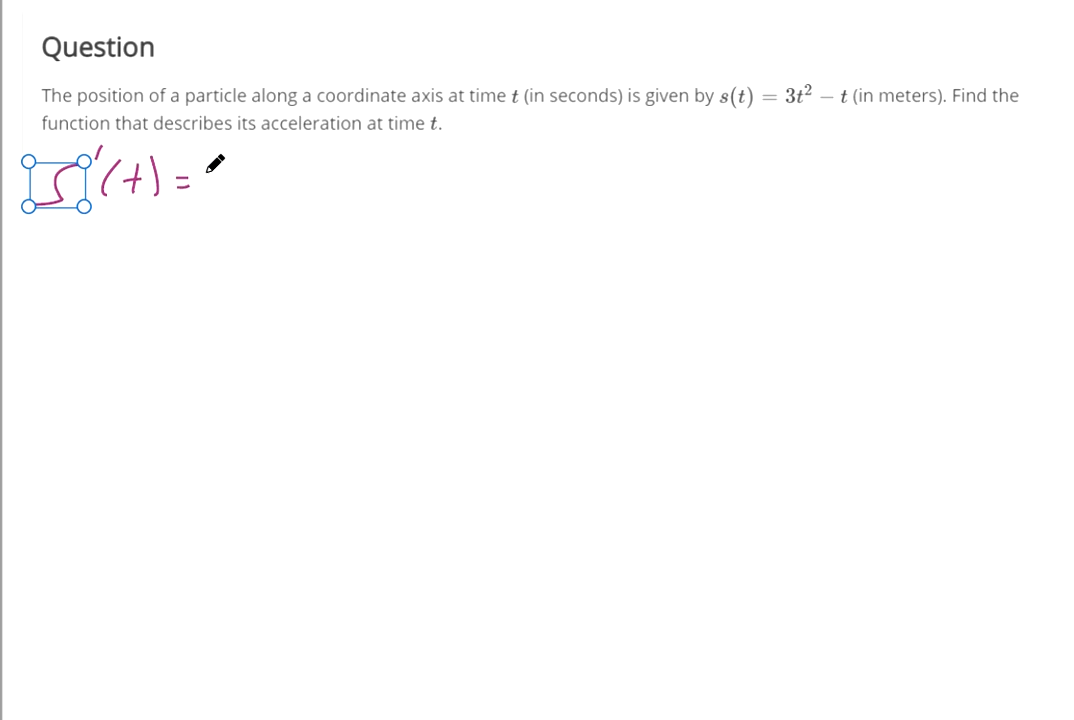 Question
The position of a particle along a coordinate axis at time t (in seconds) is given by s(t) = 3t² − t (in meters). Find the
function that describes its acceleration at time t.
S'(t) =